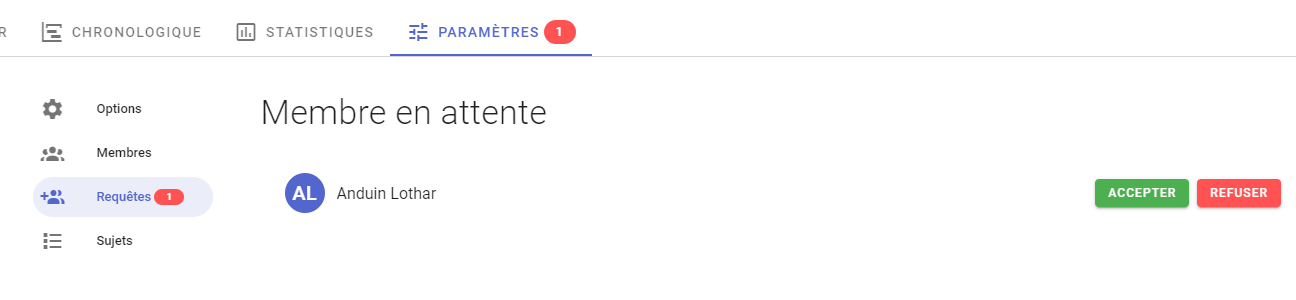 R CHRONOLOGIQUE STATISTIQUES PARAMÈTRES 1
Options
Membre en attente
Membres
Requêtes 1
AL Anduin Lothar ACCEPTER REFUSER
Sujets